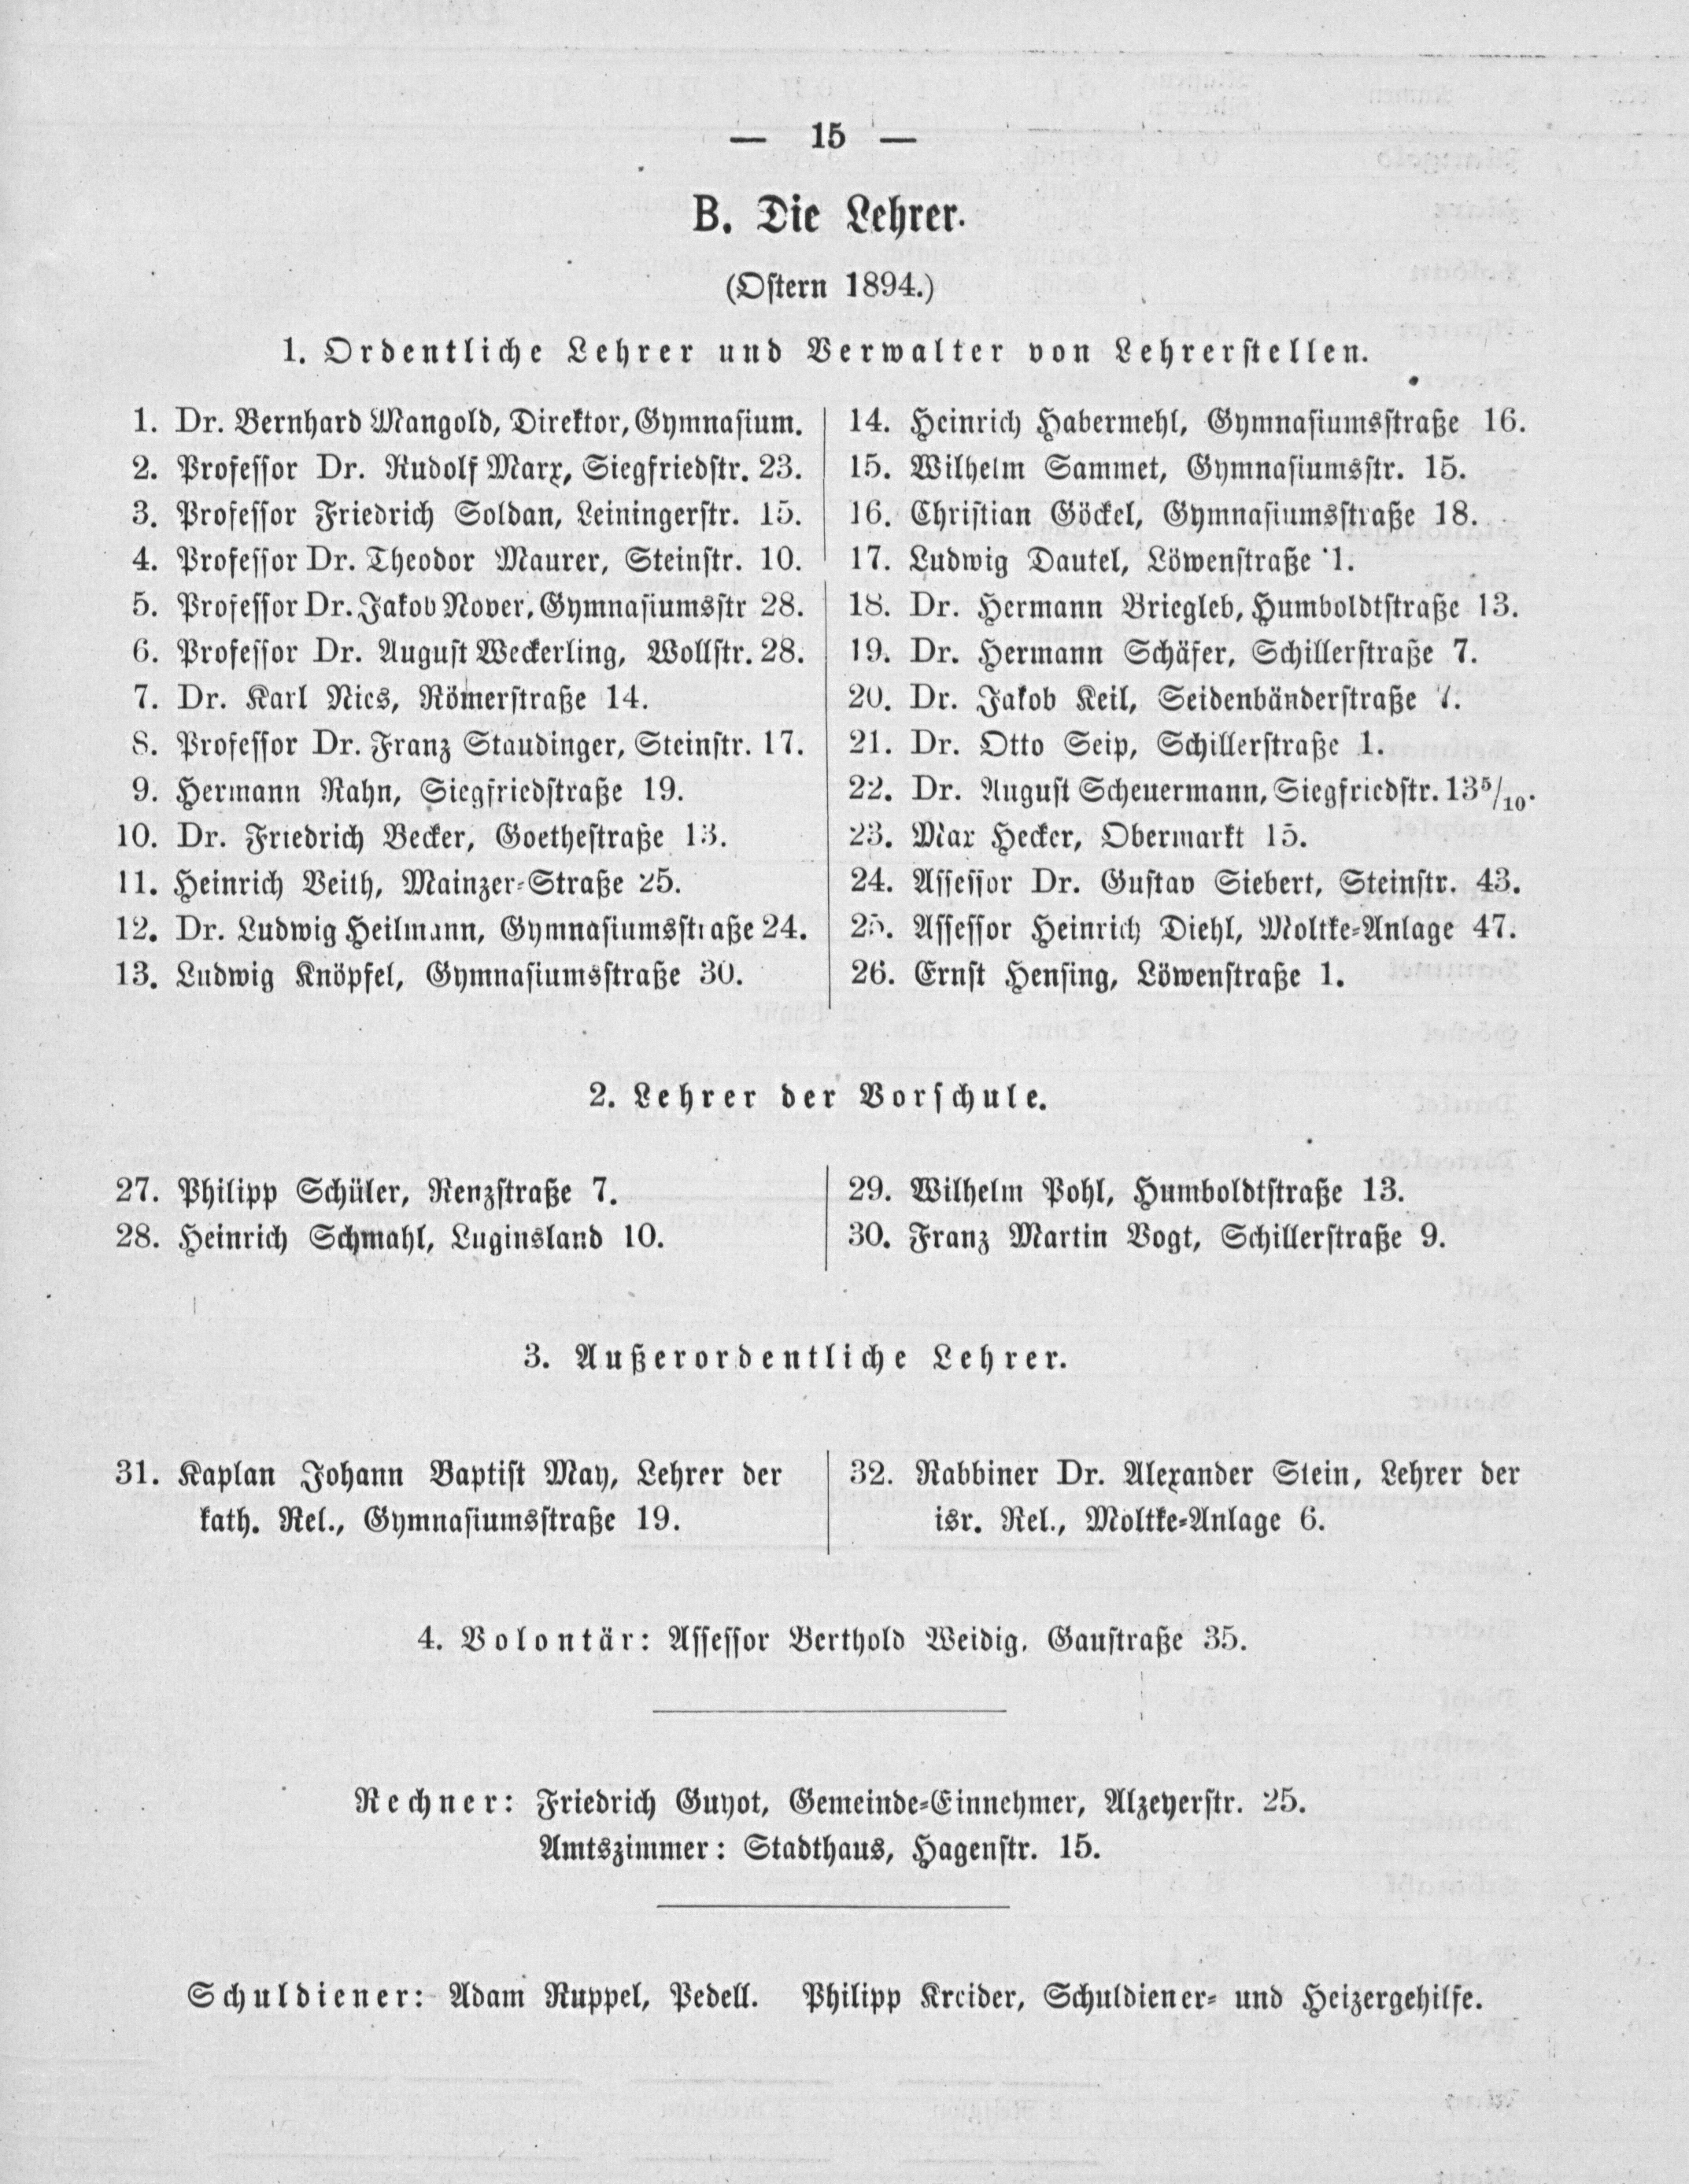 — 15 —
B. Die Lehrer.
(Ostern 1894.)
1. Ordentliche Lehrer und Verwalter von Lehrerstellen.
1. Dr. Bernhard Mangold, Direktor, Gymnasium.
2. Professor Dr. Rudolf Marx, Siegfriedstr. 23.
3. Professor Friedrich Soldan, Leiningerstr. 15.
4. Professor Dr. Theodor Maurer, Steinstr. 10.
5. Professor Dr. Jakob Nover, Gymnasiumsstr 28.
6. Professor Dr. August Weckerling, Wollstr. 28.
7. Dr. Karl Nies, Römerstraße 14.
8. Professor Dr. Franz Staudinger, Steinstr. 17.
9. Hermann Rahn, Siegfriedstraße 19.
10. Dr. Friedrich Becker, Goethestraße 13.
11. Heinrich Veith, Mainzer-Straße 25.
12. Dr. Ludwig Heilmann, Gymnasiumsstraße 24.
13. Ludwig Knöpfel, Gymnasiumsstraße 30.
14. Heinrich Habermehl, Gymnasiumsstraße 16.
15. Wilhelm Sammet, Gymnasiumsstr. 15.
16. Christian Göckel, Gymnasiumsstraße 18.
17. Ludwig Dautel, Löwenstraße 1.
18. Dr. Hermann Briegleb, Humboldtstraße 13.
19. Dr. Hermann Schäfer, Schillerstraße 7.
20. Dr. Jakob Keil, Seidenbänderstraße 7.
21. Dr. Otto Seip, Schillerstraße 1.
22. Dr. August Scheuermann, Siegfriedstr. 13⁵/₁₀.
23. Max Hecker, Obermarkt 15.
24. Assessor Dr. Gustav Siebert, Steinstr. 43.
25. Assessor Heinrich Diehl, Moltke-Anlage 47.
26. Ernst Hensing, Löwenstraße 1.
2. Lehrer der Vorschule.
27. Philipp Schüler, Renzstraße 7.
28. Heinrich Schmahl, Luginsland 10.
29. Wilhelm Pohl, Humboldtstraße 13.
30. Franz Martin Vogt, Schillerstraße 9.
3. Außerordentliche Lehrer.
31. Kaplan Johann Baptist May, Lehrer der
kath. Rel., Gymnasiumsstraße 19.
32. Rabbiner Dr. Alexander Stein, Lehrer der
isr. Rel., Moltke-Anlage 6.
4. Volontär: Assessor Berthold Weidig, Gaustraße 35.
Rechner: Friedrich Guyot, Gemeinde-Einnehmer, Alzeyerstr. 25.
Amtszimmer: Stadthaus, Hagenstr. 15.
Schuldiener: Adam Ruppel, Pedell. Philipp Kreider, Schuldiener- und Heizergehilfe.